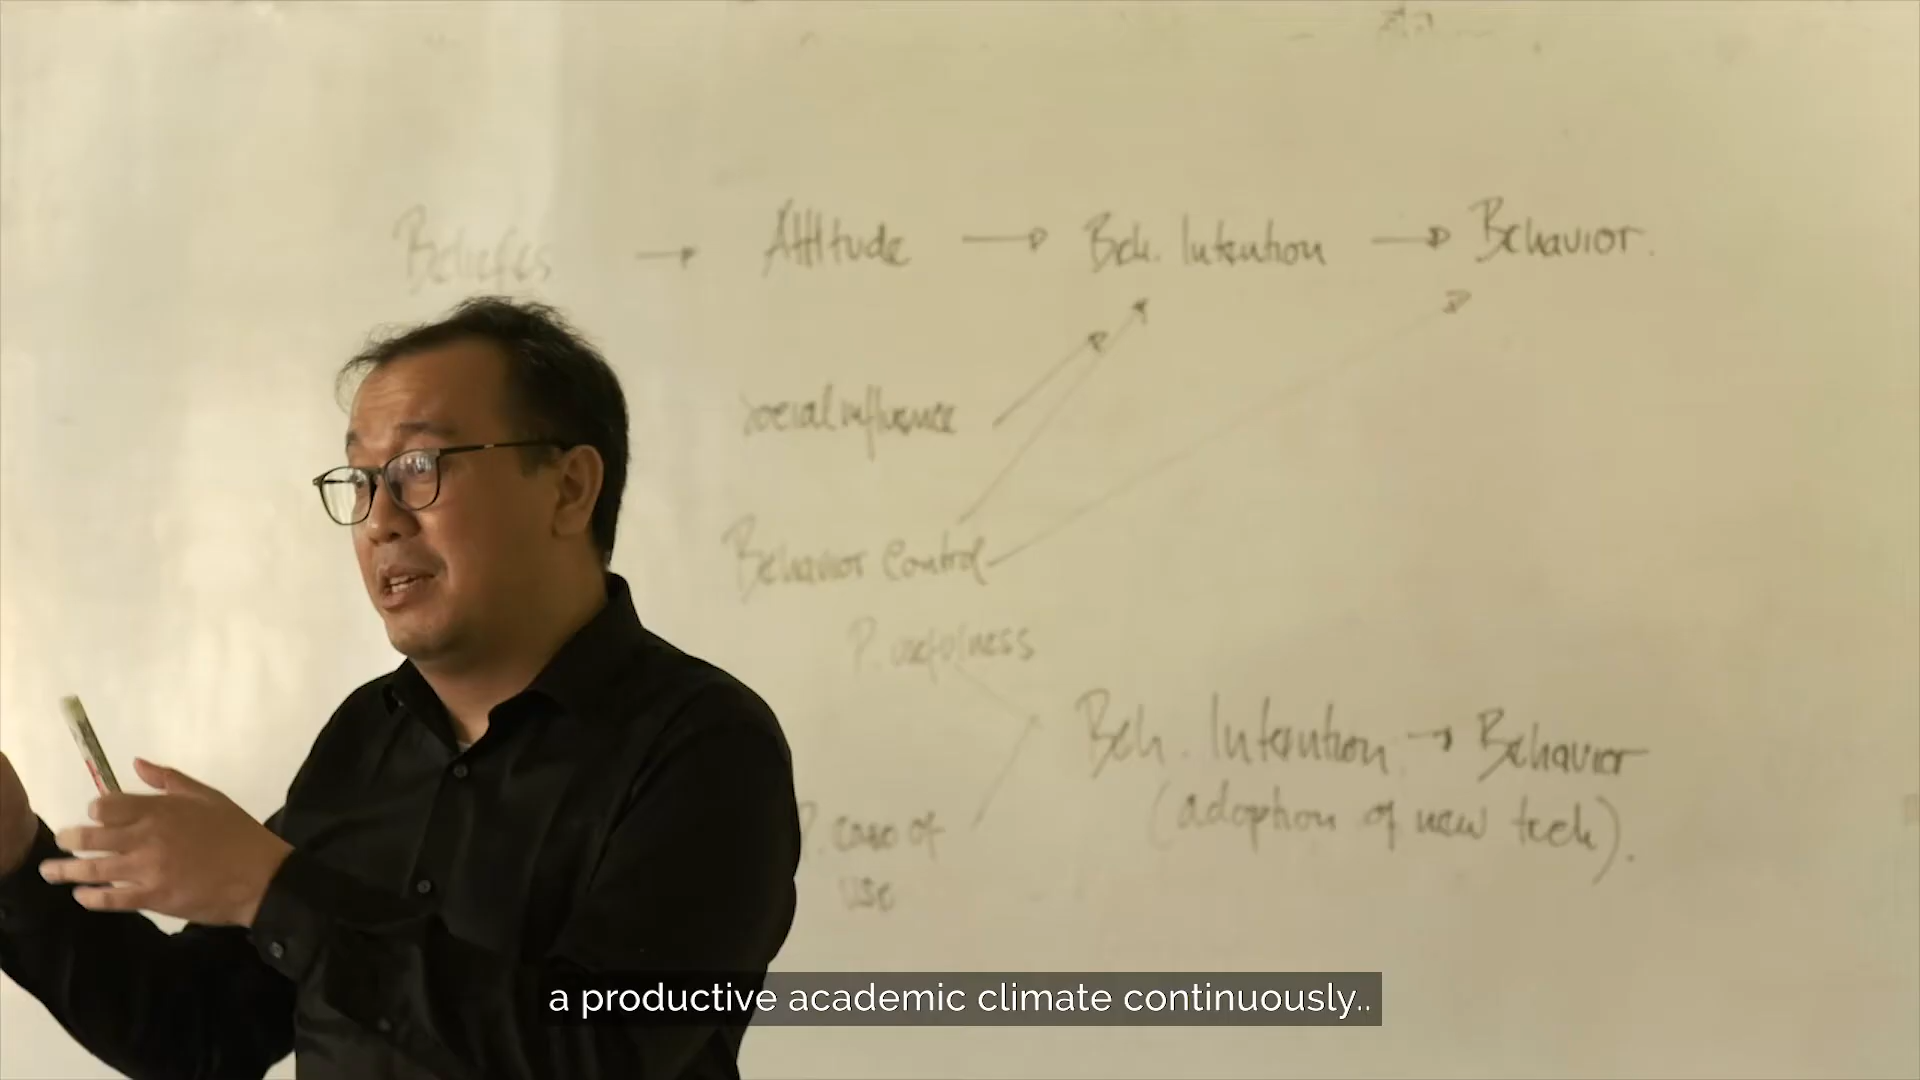 Beliefes → Attitude → Beh. Intention → Behavior.
Social influence
Behavior Control
P. usefulness
Beh. Intention → Behavior
(adoption of new tech).
P. ease of
use
a productive academic climate continuously..